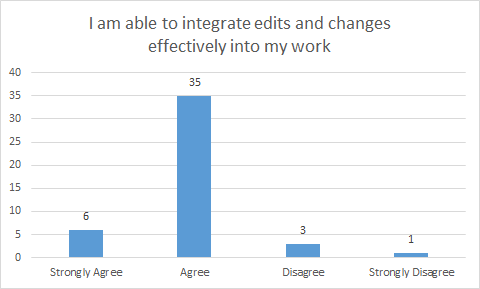 I am able to integrate edits and changes
effectively into my work
40
35
30
25
20
15
10
5
0
6
35
3
1
Strongly Agree
Agree
Disagree
Strongly Disagree